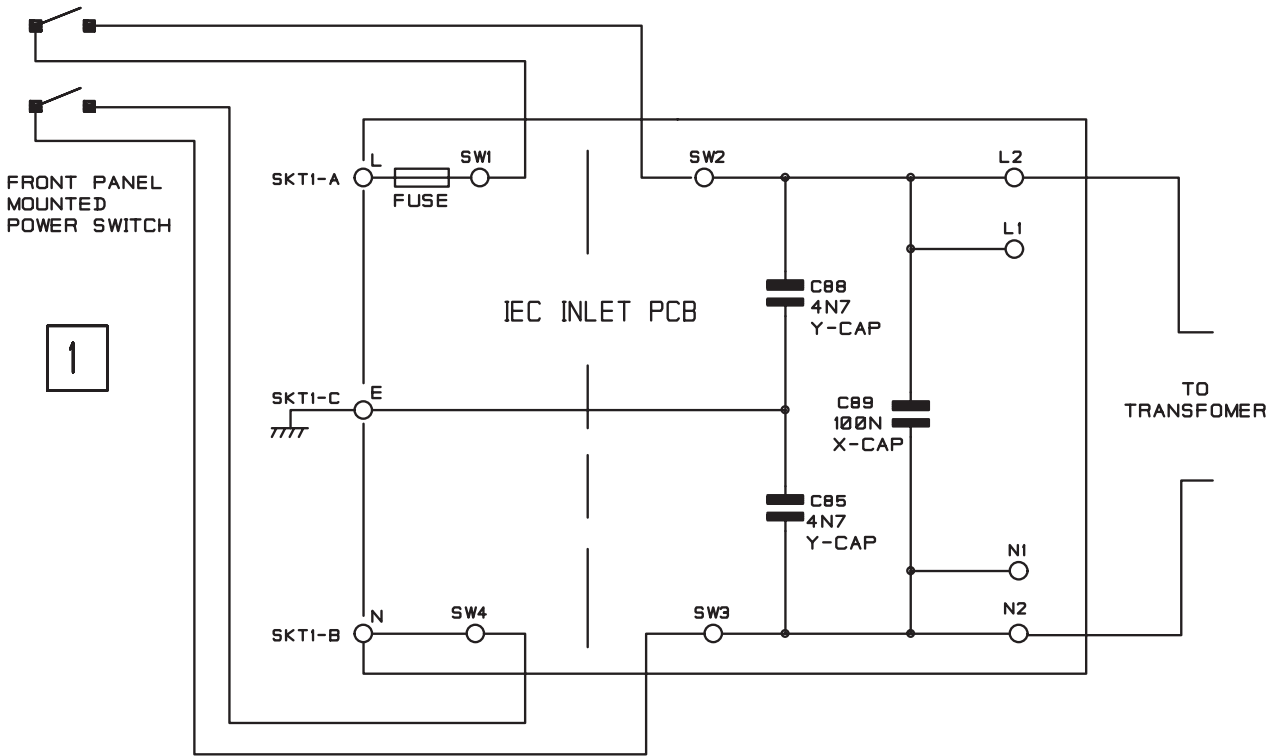 FRONT PANEL
MOUNTED
POWER SWITCH
1
SKT1-A
L
FUSE
SW1
SW2
L2
L1
IEC INLET PCB
C88
4N7
Y-CAP
SKT1-C
E
C89
100N
X-CAP
TO
TRANSFOMER
C85
4N7
Y-CAP
N1
N2
SKT1-B
N
SW4
SW3